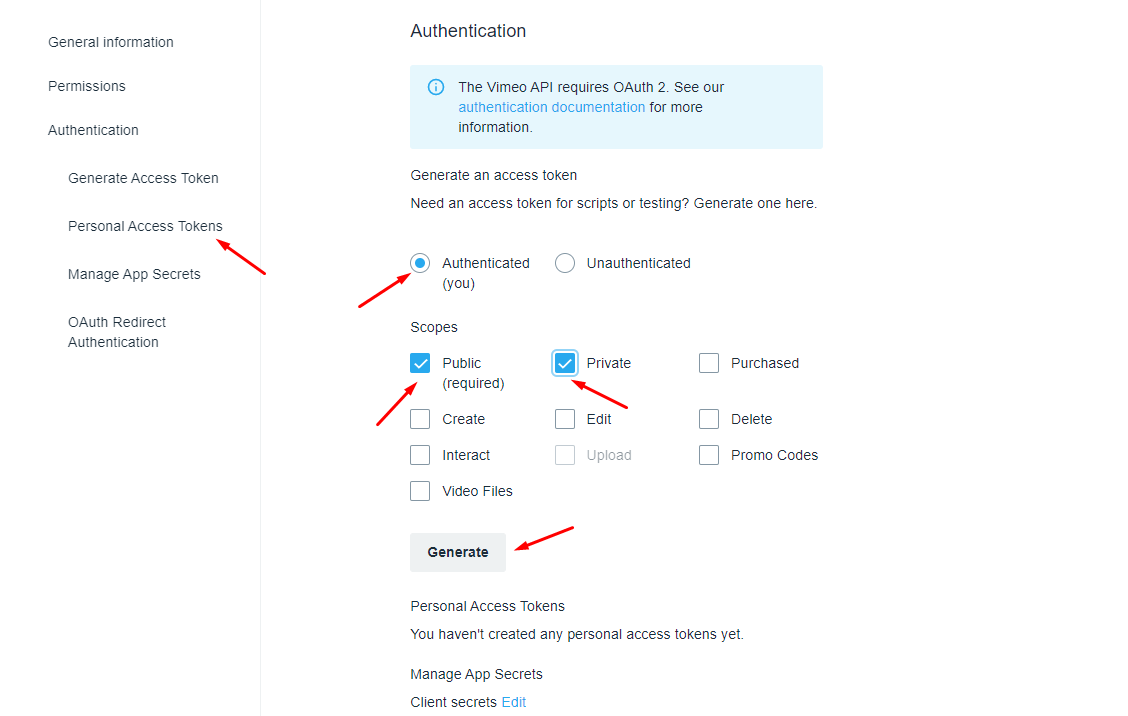 General information
Permissions
Authentication
Generate Access Token
Personal Access Tokens
Manage App Secrets
OAuth Redirect
Authentication
Authentication
The Vimeo API requires OAuth 2. See our
authentication documentation for more
information.
Generate an access token
Need an access token for scripts or testing? Generate one here.
Authenticated
(you)
Unauthenticated
Scopes
Public
(required)
Private
Purchased
Create
Edit
Delete
Interact
Upload
Promo Codes
Video Files
Generate
Personal Access Tokens
You haven't created any personal access tokens yet.
Manage App Secrets
Client secrets Edit